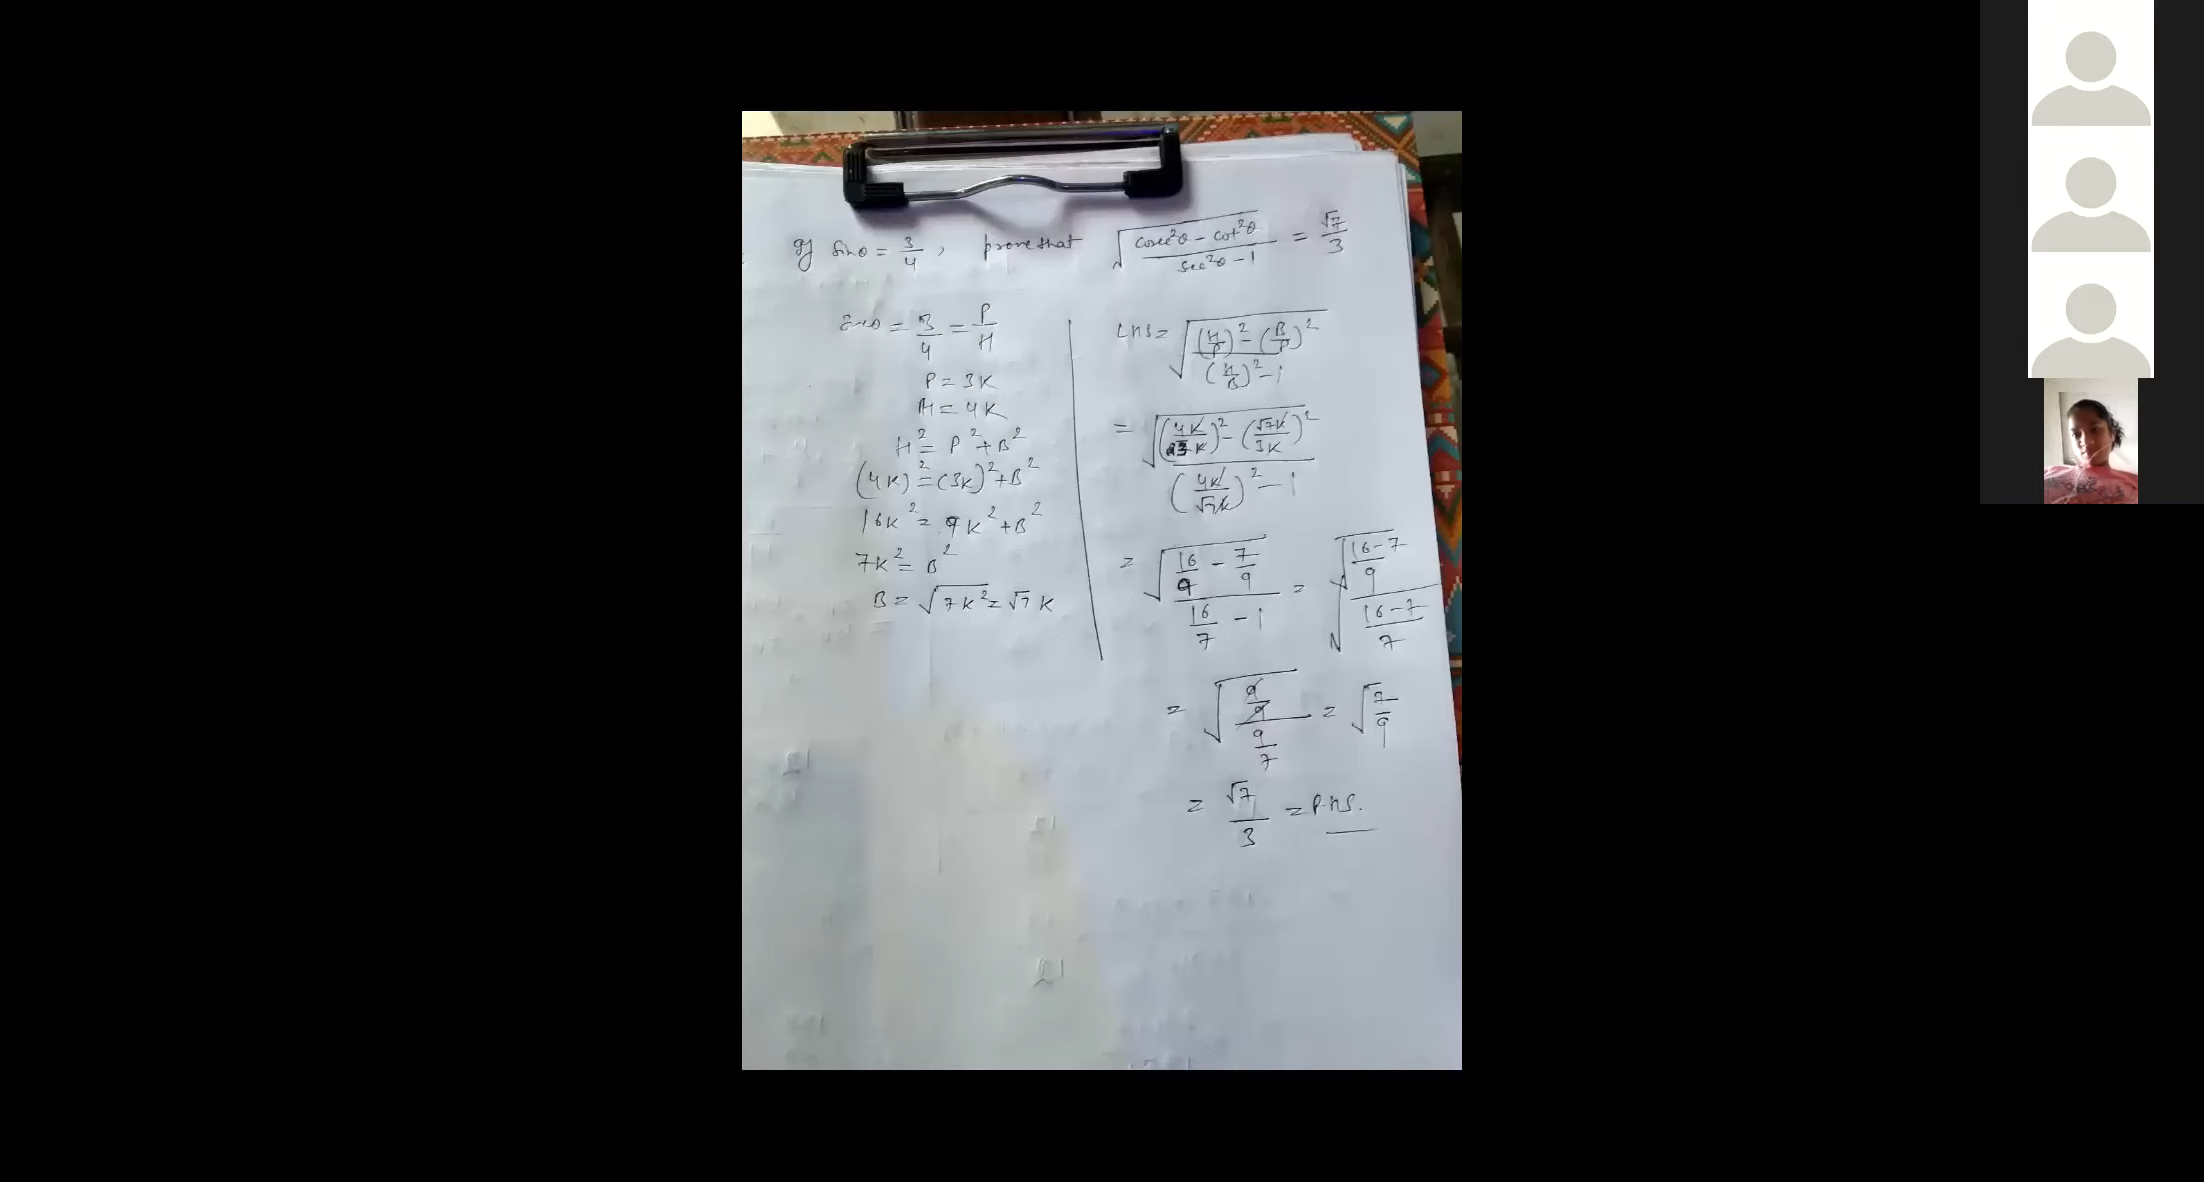 If sinθ = 3/4, prove that √((cosec²θ - cot²θ)/(sec²θ - 1)) = √7/3
sinθ = 3/4 = P/H
P = 3K
H = 4K
H² = P² + B²
(4K)² = (3K)² + B²
16K² = 9K² + B²
7K² = B²
B = √(7K²) = √7 K
LHS = √(((H/P)² - (B/P)²)/((H/B)² - 1))
= √(((4K/3K)² - (√7K/3K)²)/((4K/√7K)² - 1))
= √((16/9 - 7/9)/(16/7 - 1)) = √(((16-7)/9)/((16-7)/7))
= √((9/9)/(9/7)) = √(7/9)
= √7/3 = RHS.